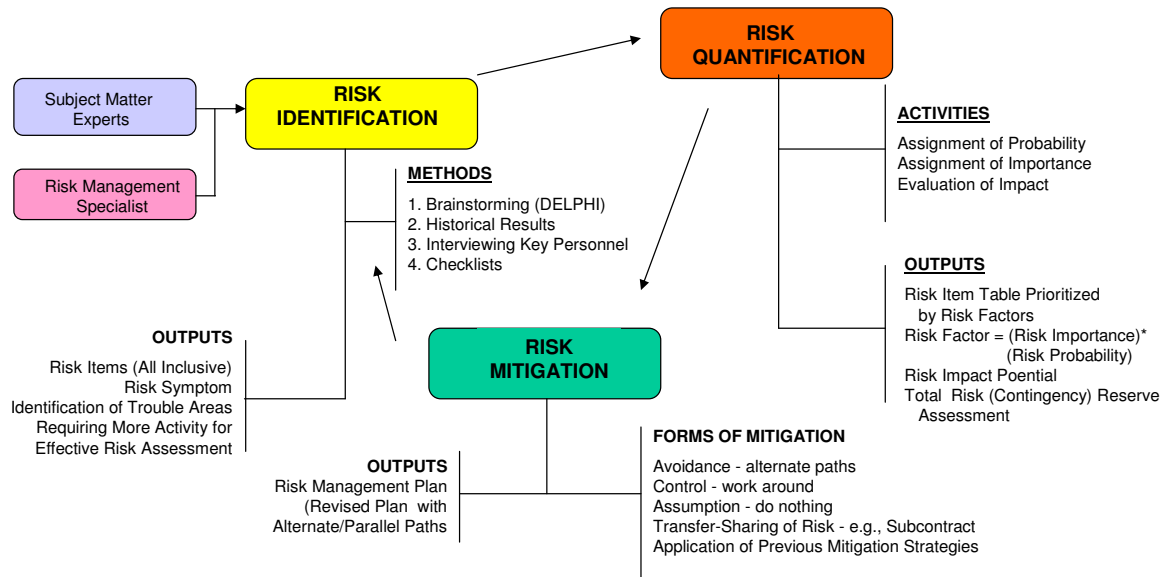 RISK
QUANTIFICATION
Subject Matter
Experts
RISK
IDENTIFICATION
Risk Management
Specialist
METHODS
1. Brainstorming (DELPHI)
2. Historical Results
3. Interviewing Key Personnel
4. Checklists
ACTIVITIES
Assignment of Probability
Assignment of Importance
Evaluation of Impact
OUTPUTS
Risk Item Table Prioritized
by Risk Factors
Risk Factor = (Risk Importance)*
(Risk Probability)
Risk Impact Poential
Total Risk (Contingency) Reserve
Assessment
OUTPUTS
Risk Items (All Inclusive)
Risk Symptom
Identification of Trouble Areas
Requiring More Activity for
Effective Risk Assessment
RISK
MITIGATION
OUTPUTS
Risk Management Plan
(Revised Plan with
Alternate/Parallel Paths
FORMS OF MITIGATION
Avoidance - alternate paths
Control - work around
Assumption - do nothing
Transfer-Sharing of Risk - e.g., Subcontract
Application of Previous Mitigation Strategies